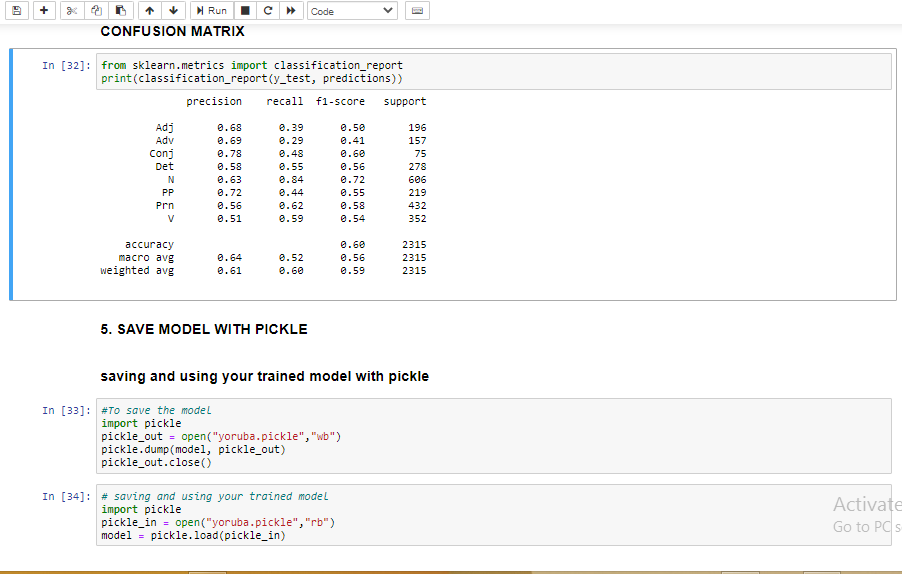 Run Code
CONFUSION MATRIX
In [32]: from sklearn.metrics import classification_report
print(classification_report(y_test, predictions))
precision recall f1-score support
Adj 0.68 0.39 0.50 196
Adv 0.69 0.29 0.41 157
Conj 0.78 0.48 0.60 75
Det 0.58 0.55 0.56 278
N 0.63 0.84 0.72 606
PP 0.72 0.44 0.55 219
Prn 0.56 0.62 0.58 432
V 0.51 0.59 0.54 352
accuracy 0.60 2315
macro avg 0.64 0.52 0.56 2315
weighted avg 0.61 0.60 0.59 2315
5. SAVE MODEL WITH PICKLE
saving and using your trained model with pickle
In [33]: #To save the model
import pickle
pickle_out = open("yoruba.pickle","wb")
pickle.dump(model, pickle_out)
pickle_out.close()
In [34]: # saving and using your trained model
import pickle
pickle_in = open("yoruba.pickle","rb")
model = pickle.load(pickle_in)
Activate
Go to PC s